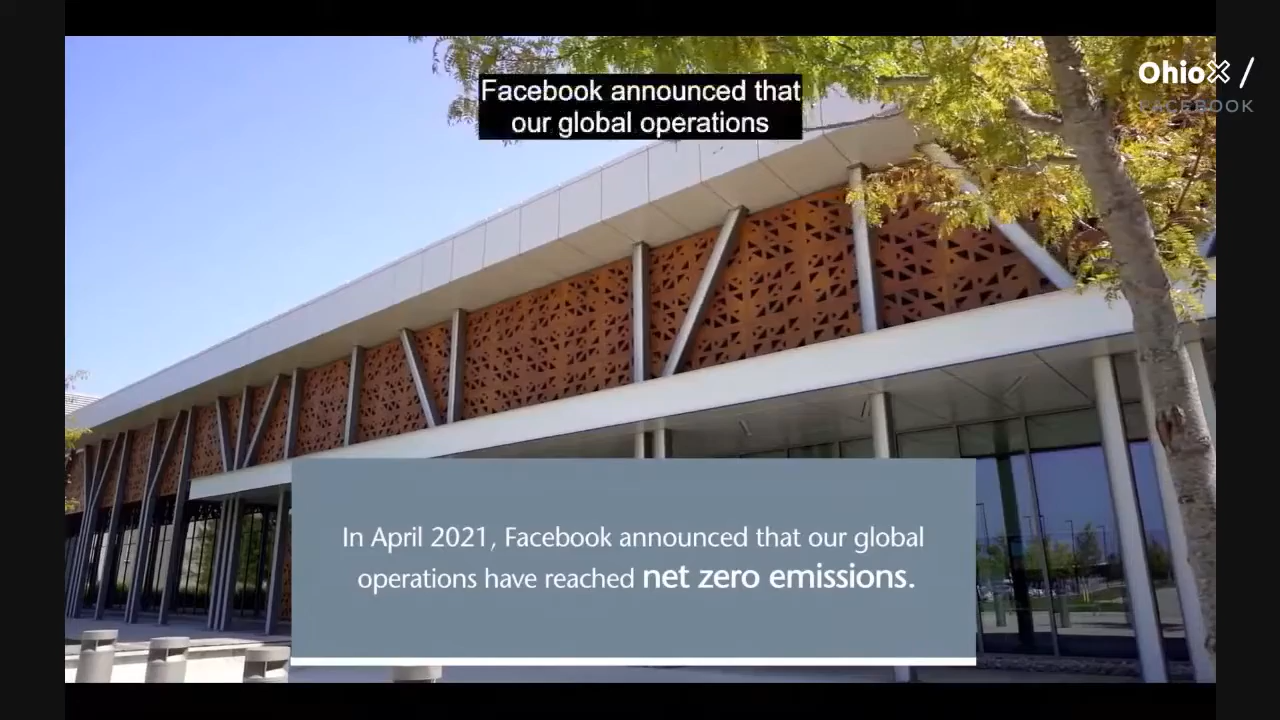 Facebook announced that
our global operations
OhioX /
FACEBOOK
In April 2021, Facebook announced that our global
operations have reached net zero emissions.